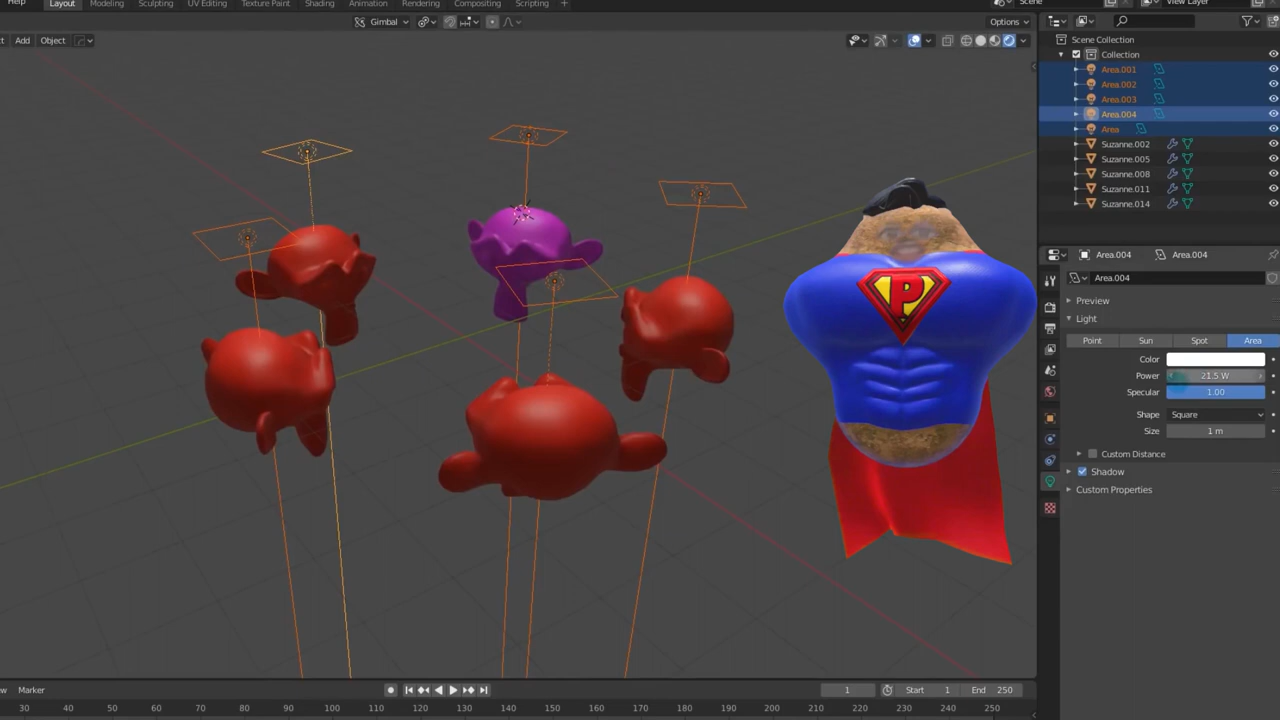 Layout Modeling Sculpting UV Editing Texture Paint Shading Animation Rendering Compositing Scripting + Scene View Layer
Gimbal Options
Add Object
Scene Collection
Collection
Area.001
Area.002
Area.003
Area.004
Area
Suzanne.002
Suzanne.005
Suzanne.008
Suzanne.011
Suzanne.014
Area.004 Area.004
Area.004
Preview
Light
Point Sun Spot Area
Color
Power 21.5 W
Specular 1.00
Shape Square
Size 1 m
Custom Distance
Shadow
Custom Properties
P
Marker 1 Start 1 End 250
30 40 50 60 70 80 90 100 110 120 130 140 150 160 170 180 190 200 210 220 230 240 250